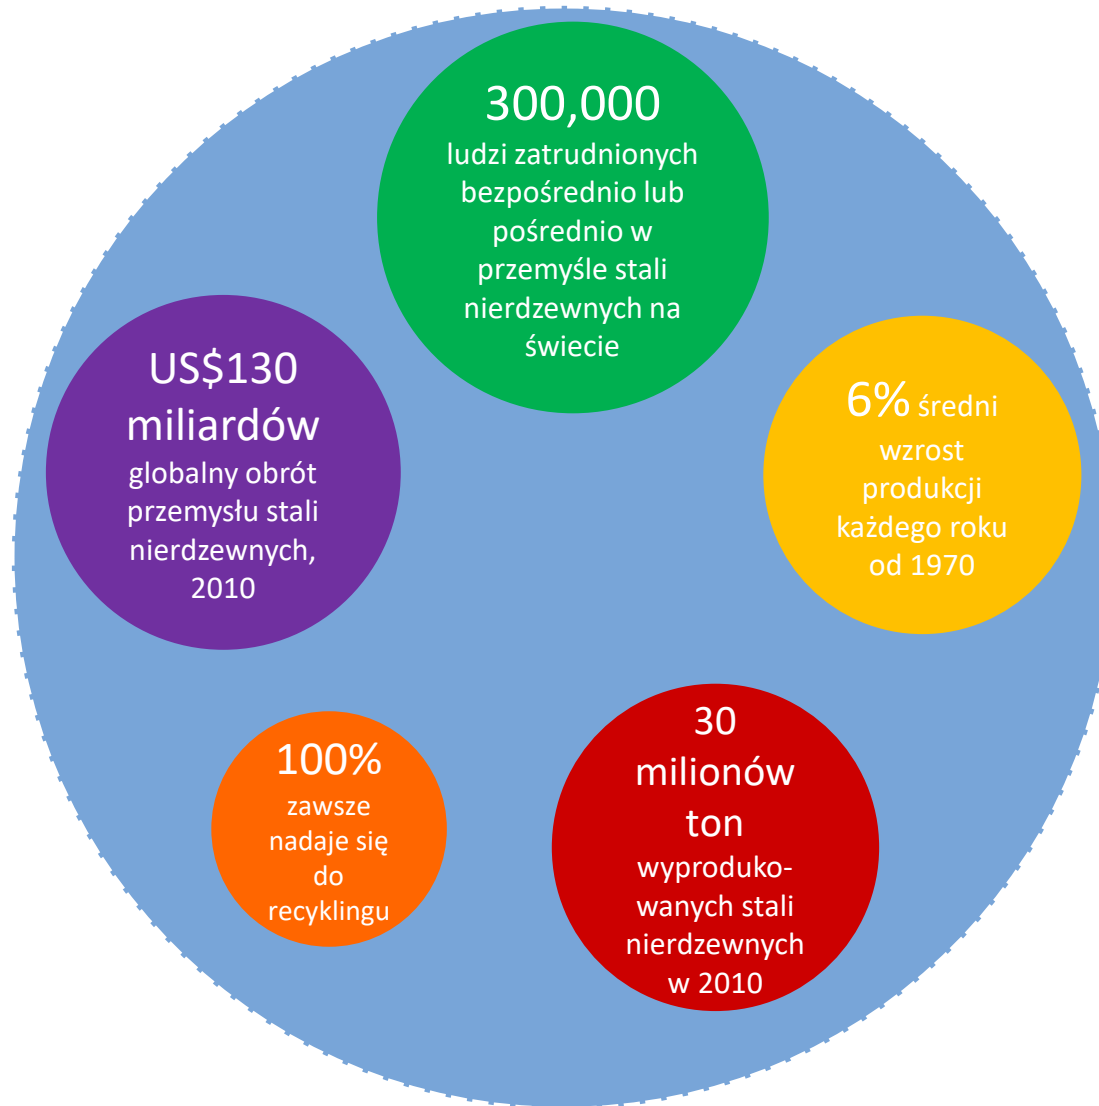 300,000
ludzi zatrudnionych
bezpośrednio lub
pośrednio w
przemyśle stali
nierdzewnych na
świecie
US$130
miliardów
globalny obrót
przemysłu stali
nierdzewnych,
2010
6% średni
wzrost
produkcji
każdego roku
od 1970
100%
zawsze
nadaje się
do
recyklingu
30
milionów
ton
wyproduko-
wanych stali
nierdzewnych
w 2010